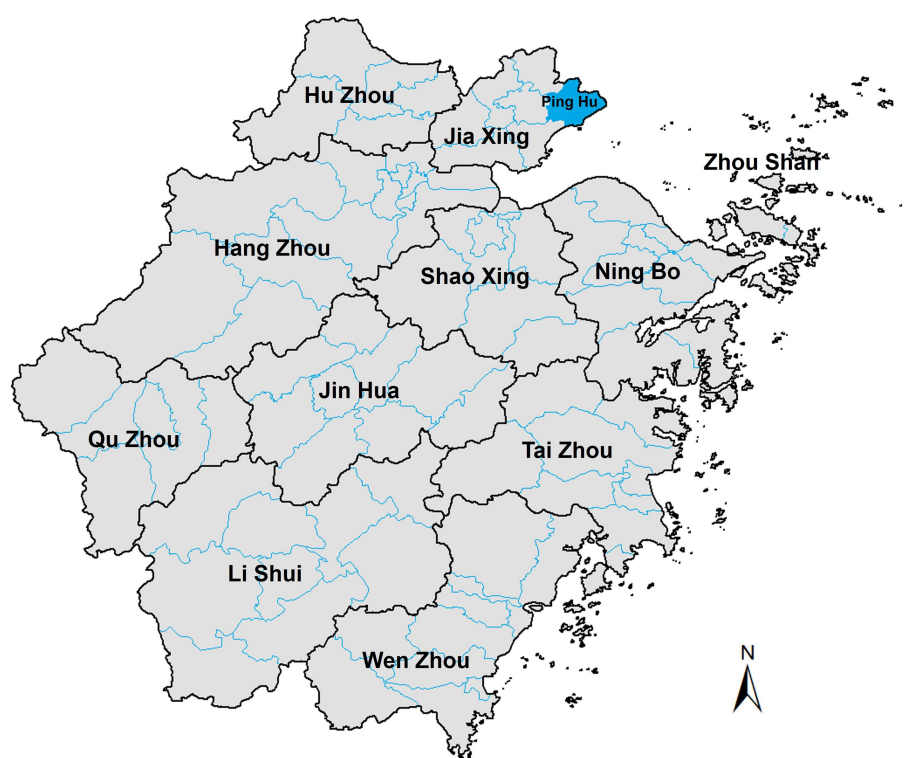 Hu Zhou
Ping Hu
Jia Xing
Zhou Shan
Hang Zhou
Shao Xing
Ning Bo
Jin Hua
Qu Zhou
Tai Zhou
Li Shui
Wen Zhou
N